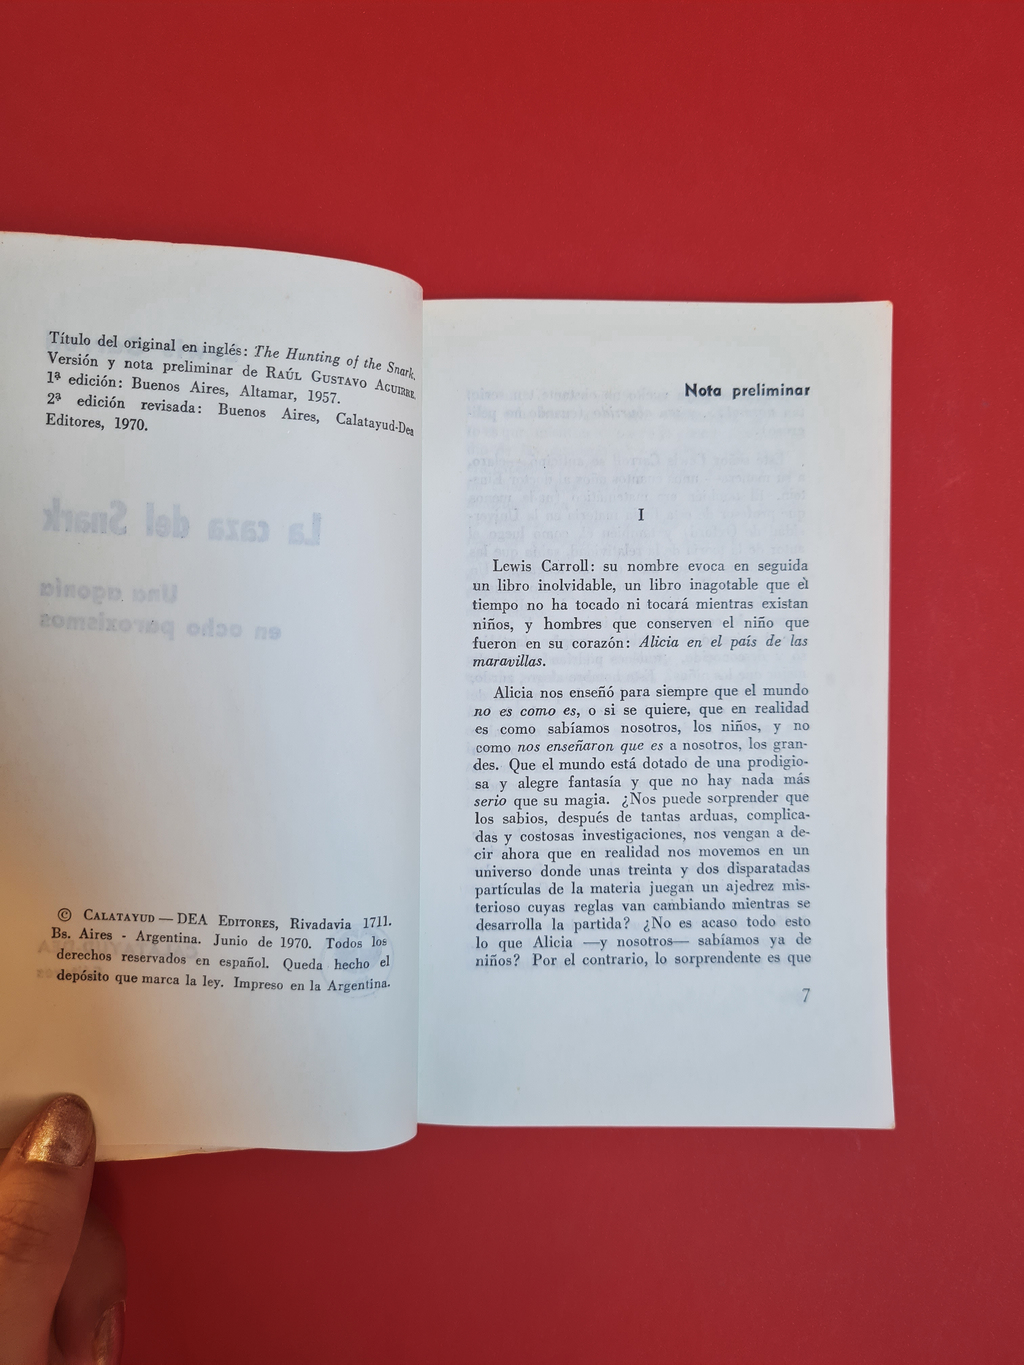 Título del original en inglés: The Hunting of the Snark.
Versión y nota preliminar de RAÚL GUSTAVO AGUIRRE.
1ª edición: Buenos Aires, Altamar, 1957.
2ª edición revisada: Buenos Aires, Calatayud-Dea
Editores, 1970.
La caza del Snark
Una agonía
en ocho paroxismos
© CALATAYUD — DEA EDITORES, Rivadavia 1711.
Bs. Aires - Argentina. Junio de 1970. Todos los
derechos reservados en español. Queda hecho el
depósito que marca la ley. Impreso en la Argentina.
Nota preliminar
I
Lewis Carroll: su nombre evoca en seguida
un libro inolvidable, un libro inagotable que el
tiempo no ha tocado ni tocará mientras existan
niños, y hombres que conserven el niño que
fueron en su corazón: Alicia en el país de las
maravillas.
Alicia nos enseñó para siempre que el mundo
no es como es, o si se quiere, que en realidad
es como sabíamos nosotros, los niños, y no
como nos enseñaron que es a nosotros, los gran-
des. Que el mundo está dotado de una prodigio-
sa y alegre fantasía y que no hay nada más
serio que su magia. ¿Nos puede sorprender que
los sabios, después de tantas arduas, complica-
das y costosas investigaciones, nos vengan a de-
cir ahora que en realidad nos movemos en un
universo donde unas treinta y dos disparatadas
partículas de la materia juegan un ajedrez mis-
terioso cuyas reglas van cambiando mientras se
desarrolla la partida? ¿No es acaso todo esto
lo que Alicia —y nosotros— sabíamos ya de
niños? Por el contrario, lo sorprendente es que
7